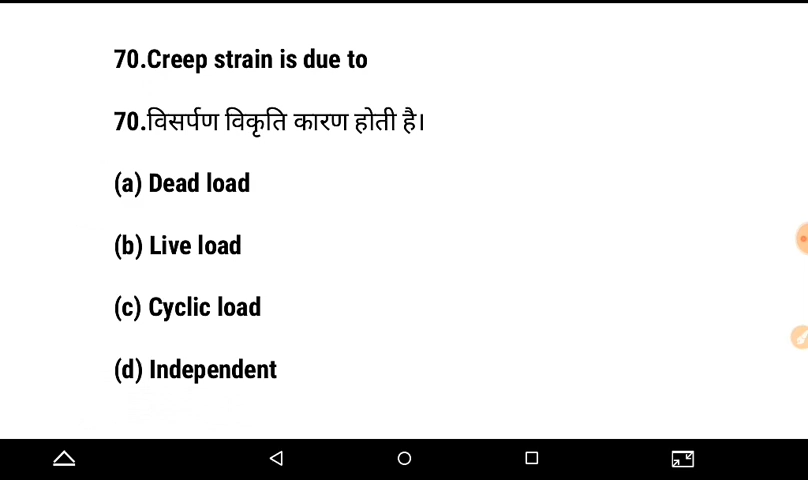 70.Creep strain is due to
70.विसर्पण विकृति कारण होती है।
(a) Dead load
(b) Live load
(c) Cyclic load
(d) Independent